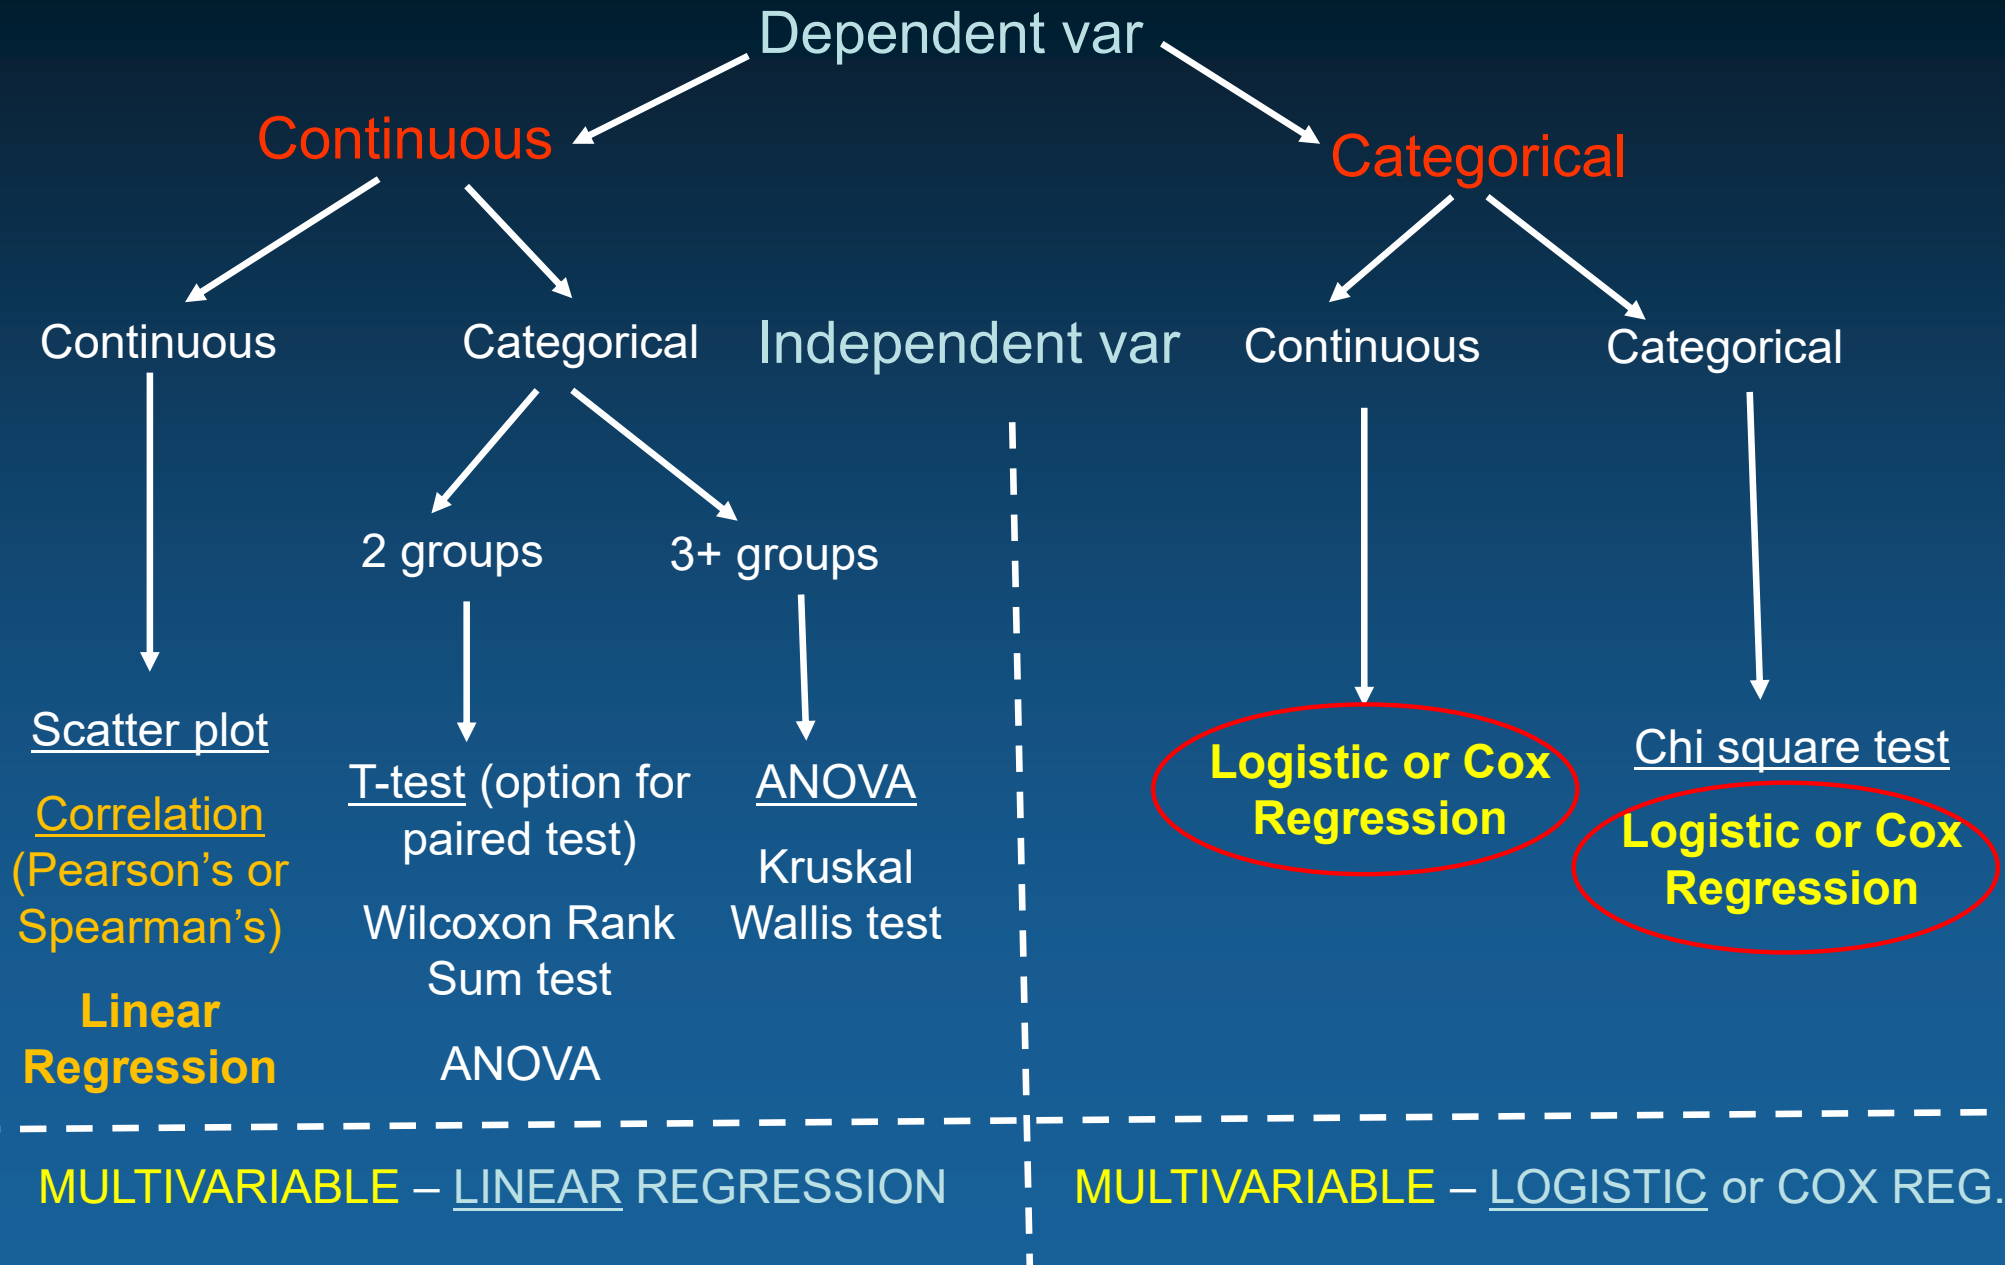 Dependent var
Continuous
Categorical
Continuous
Categorical
Independent var
Continuous
Categorical
2 groups
3+ groups
Scatter plot
Correlation
(Pearson’s or
Spearman’s)
Linear
Regression
T-test (option for
paired test)
Wilcoxon Rank
Sum test
ANOVA
ANOVA
Kruskal
Wallis test
Logistic or Cox
Regression
Chi square test
Logistic or Cox
Regression
MULTIVARIABLE – LINEAR REGRESSION
MULTIVARIABLE – LOGISTIC or COX REG.